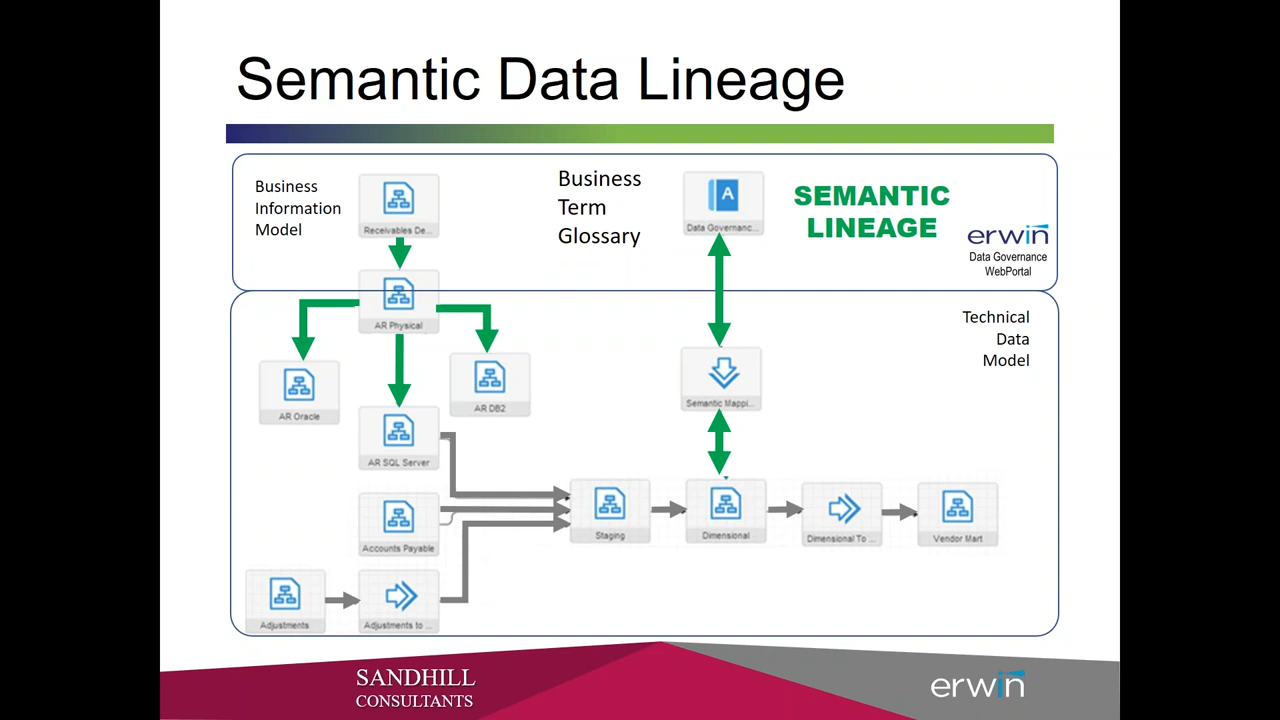 Semantic Data Lineage
Business
Information
Model
Receivables De...
Business
Term
Glossary
Data Governanc...
SEMANTIC
LINEAGE
erwin
Data Governance
WebPortal
AR Physical
Technical
Data
Model
AR Oracle
AR DB2
Semantic Mappi...
AR SQL Server
Accounts Payable
Staging
Dimensional
Dimensional To ...
Vendor Mart
Adjustments
Adjustments to ...
SANDHILL
CONSULTANTS
erwin